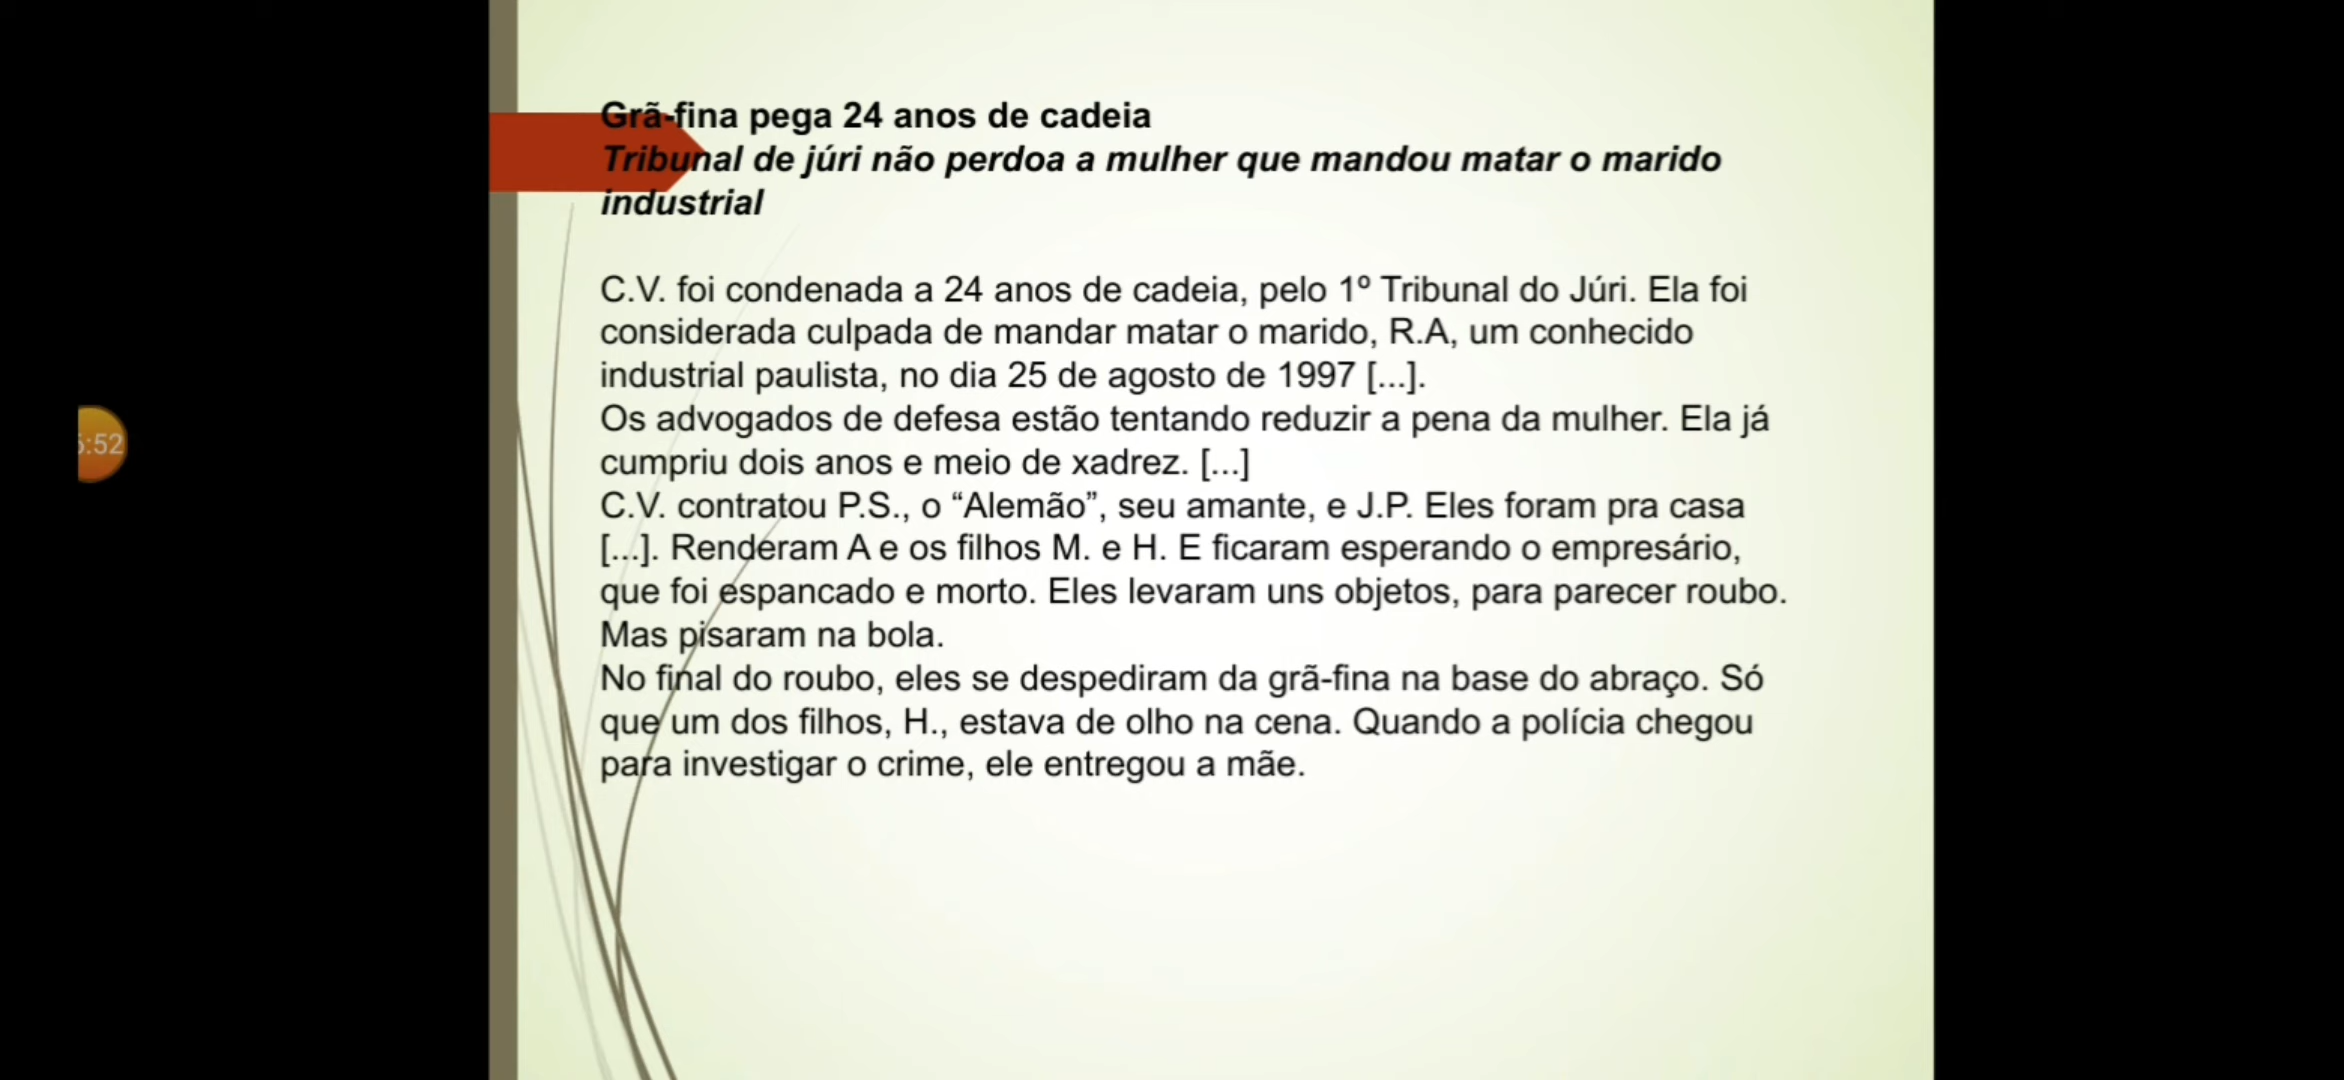 Grã-fina pega 24 anos de cadeia
Tribunal de júri não perdoa a mulher que mandou matar o marido
industrial
C.V. foi condenada a 24 anos de cadeia, pelo 1º Tribunal do Júri. Ela foi
considerada culpada de mandar matar o marido, R.A, um conhecido
industrial paulista, no dia 25 de agosto de 1997 [...].
Os advogados de defesa estão tentando reduzir a pena da mulher. Ela já
cumpriu dois anos e meio de xadrez. [...]
C.V. contratou P.S., o “Alemão”, seu amante, e J.P. Eles foram pra casa
[...]. Renderam A e os filhos M. e H. E ficaram esperando o empresário,
que foi espancado e morto. Eles levaram uns objetos, para parecer roubo.
Mas pisaram na bola.
No final do roubo, eles se despediram da grã-fina na base do abraço. Só
que um dos filhos, H., estava de olho na cena. Quando a polícia chegou
para investigar o crime, ele entregou a mãe.
:52